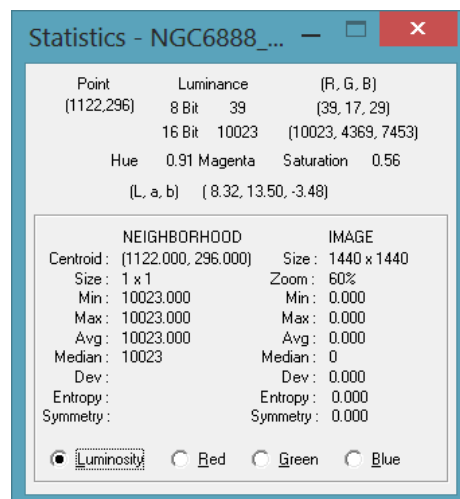 Statistics - NGC6888_...
Point Luminance (R, G, B)
(1122,296) 8 Bit 39 (39, 17, 29)
16 Bit 10023 (10023, 4369, 7453)
Hue 0.91 Magenta Saturation 0.56
(L, a, b) ( 8.32, 13.50, -3.48)
NEIGHBORHOOD IMAGE
Centroid : (1122.000, 296.000) Size : 1440 x 1440
Size : 1 x 1 Zoom : 60%
Min : 10023.000 Min : 0.000
Max : 10023.000 Max : 0.000
Avg : 10023.000 Avg : 0.000
Median : 10023 Median : 0
Dev : Dev : 0.000
Entropy : Entropy : 0.000
Symmetry : Symmetry : 0.000
Luminosity Red Green Blue